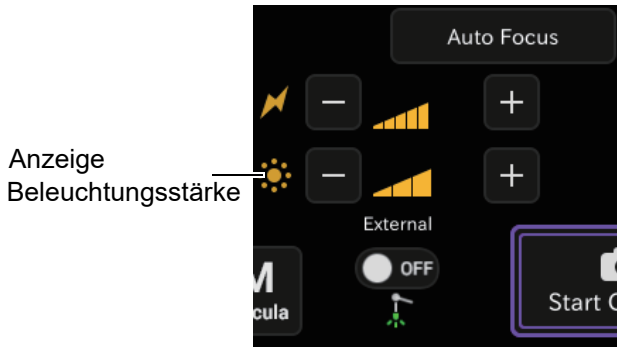 Auto Focus
Anzeige
Beleuchtungsstärke
External
OFF
M
cula
Start